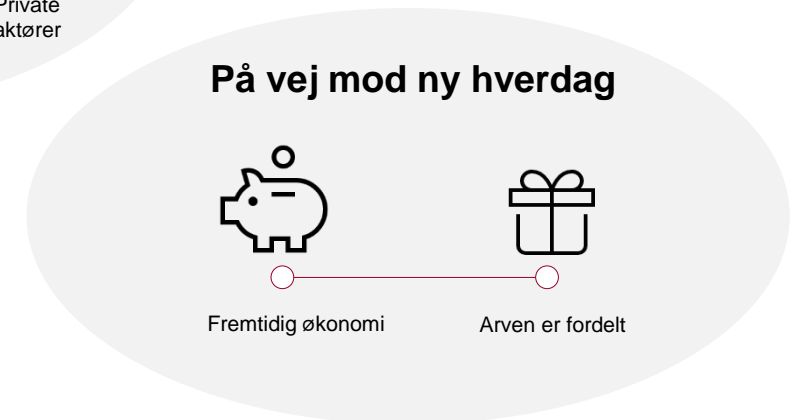 Private
aktører
På vej mod ny hverdag
Fremtidig økonomi
Arven er fordelt